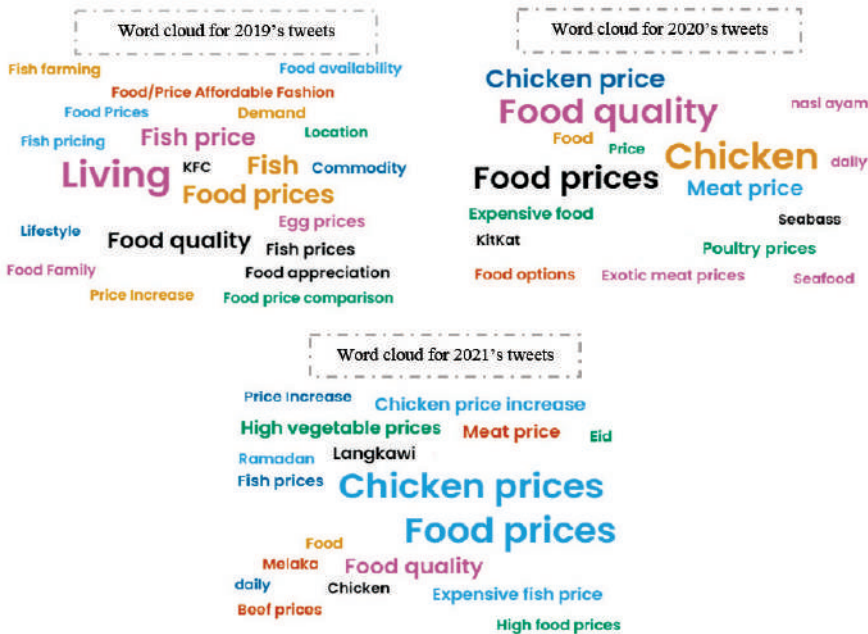 Word cloud for 2019's tweets
Fish farming
Food availability
Food/Price Affordable Fashion
Food Prices
Demand
Fish pricing
Fish price
Location
Living
KFC
Fish
Commodity
Food prices
Egg prices
Lifestyle
Food quality
Fish prices
Food Family
Food appreciation
Price Increase
Food price comparison
Word cloud for 2020's tweets
Chicken price
Food quality
nasi ayam
Food
Price
Chicken
daily
Food prices
Meat price
Expensive food
Seabass
KitKat
Poultry prices
Food options
Exotic meat prices
Seafood
Word cloud for 2021's tweets
Price Increase
Chicken price increase
High vegetable prices
Meat price
Eid
Ramadan
Langkawi
Fish prices
Chicken prices
Food prices
Food
Melaka
Food quality
daily
Chicken
Expensive fish price
Beef prices
High food prices